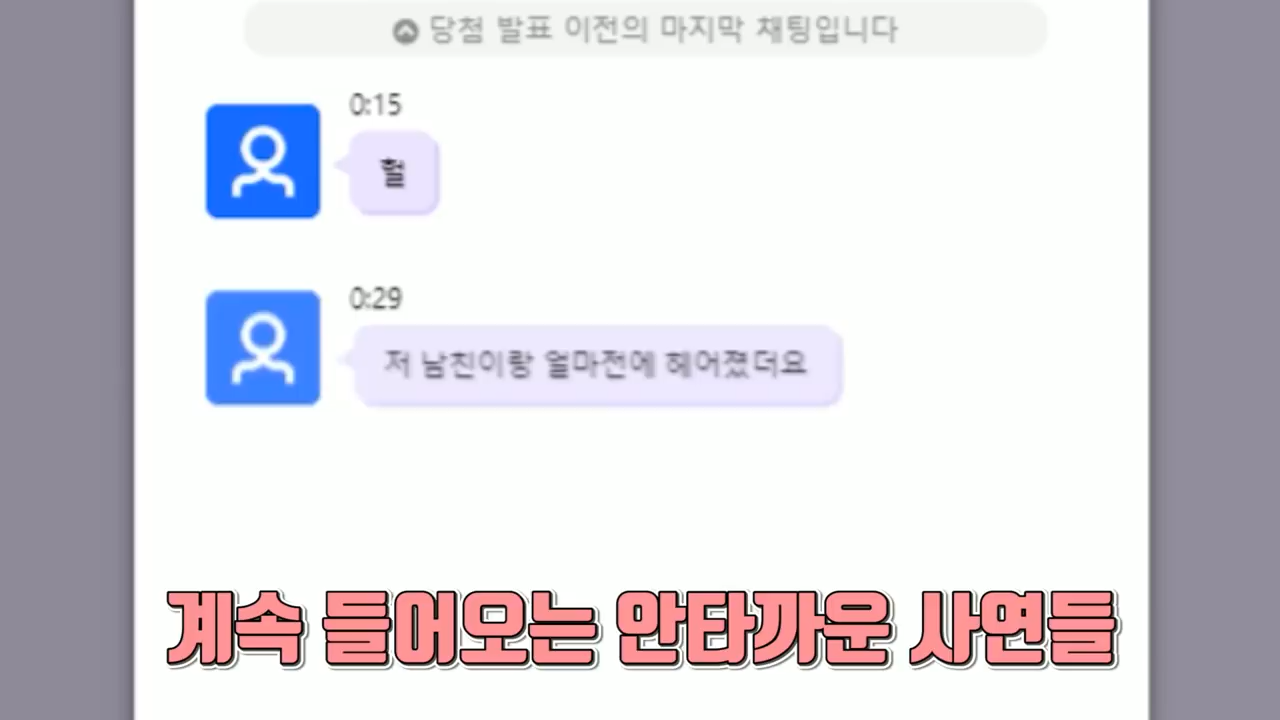 당첨 발표 이전의 마지막 채팅입니다
0:15
헐
0:29
저 남친이랑 얼마전에 헤어졌더요
계속 들어오는 안타까운 사연들